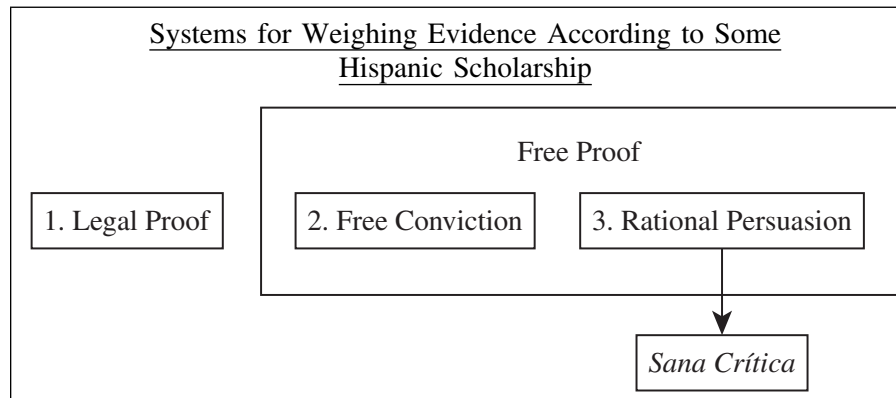 Systems for Weighing Evidence According to Some
Hispanic Scholarship
Free Proof
1. Legal Proof
2. Free Conviction
3. Rational Persuasion
Sana Crítica